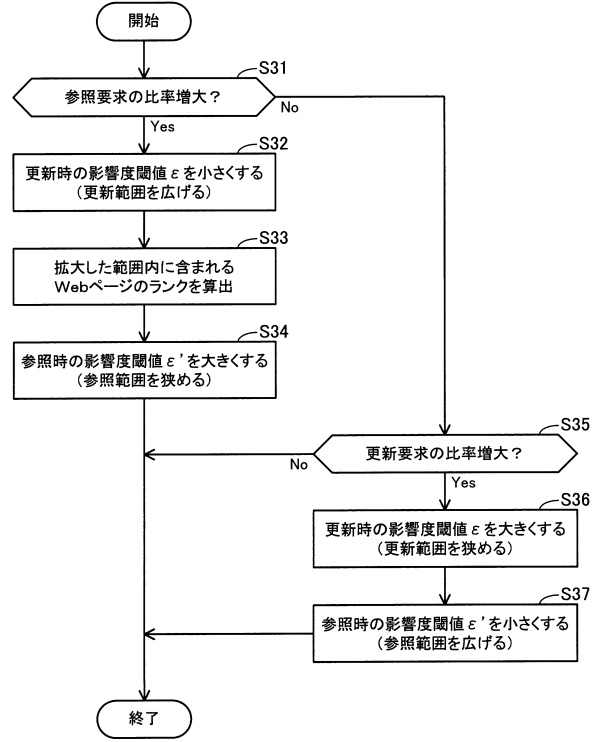 開始
S31
参照要求の比率増大？
No
Yes
S32
更新時の影響度閾値εを小さくする
（更新範囲を広げる）
S33
拡大した範囲内に含まれる
Webページのランクを算出
S34
参照時の影響度閾値ε'を大きくする
（参照範囲を狭める）
S35
更新要求の比率増大？
No
Yes
S36
更新時の影響度閾値εを大きくする
（更新範囲を狭める）
S37
参照時の影響度閾値ε'を小さくする
（参照範囲を広げる）
終了